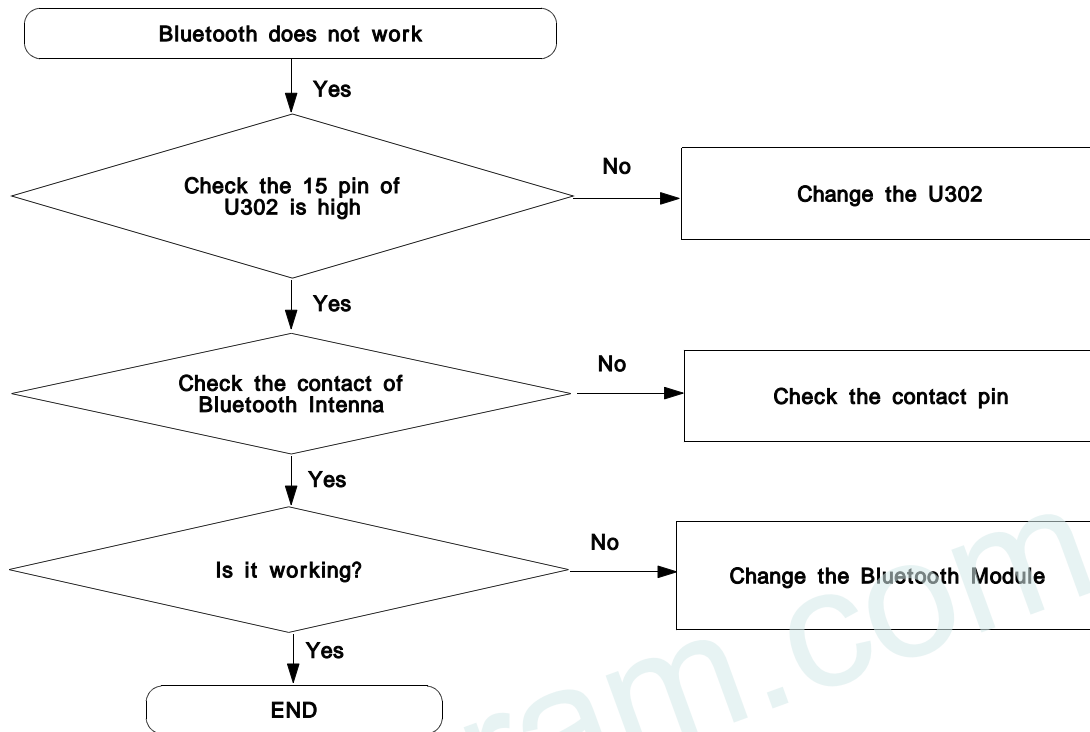 Bluetooth does not work
Yes
Check the 15 pin of
U302 is high
No
Change the U302
Yes
Check the contact of
Bluetooth Intenna
No
Check the contact pin
Yes
Is it working?
No
Change the Bluetooth Module
Yes
END
ram.com